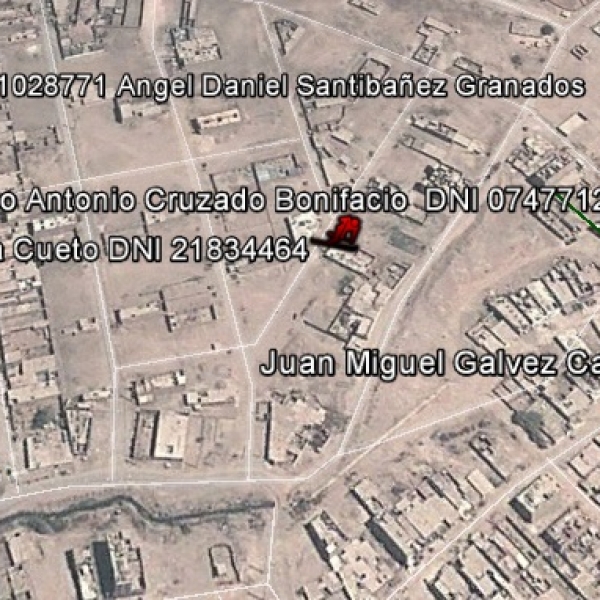 1028771 Angel Daniel Santibañez Granados
o Antonio Cruzado Bonifacio DNI 0747712
Cueto DNI 21834464
Juan Miguel Galvez Ca